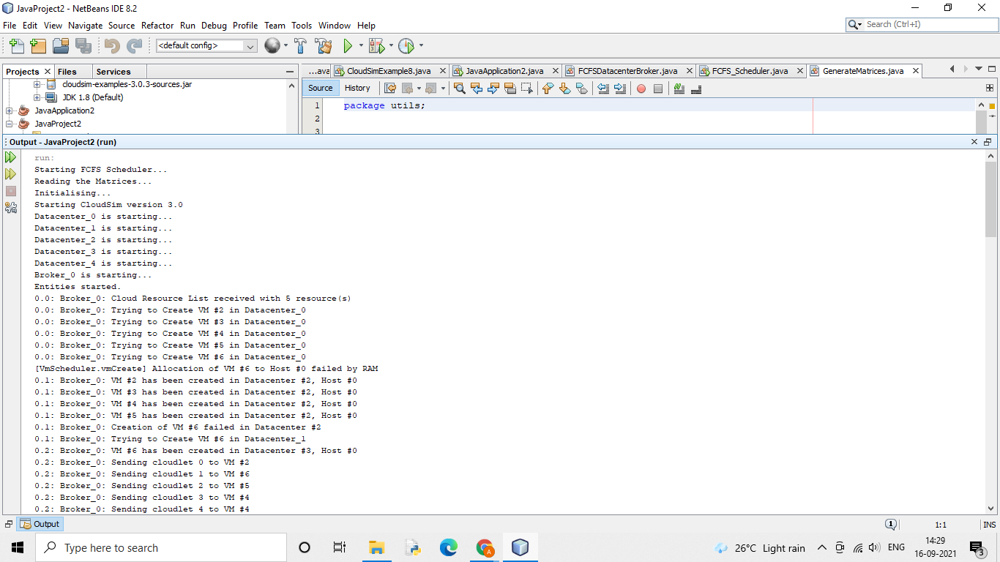 JavaProject2 - NetBeans IDE 8.2
File Edit View Navigate Source Refactor Run Debug Profile Team Tools Window Help
Search (Ctrl+I)
<default config>
Projects Files Services
...ava CloudSimExample8.java JavaApplication2.java FCFSDatacenterBroker.java FCFS_Scheduler.java GenerateMatrices.java
cloudsim-examples-3.0.3-sources.jar
JDK 1.8 (Default)
JavaApplication2
JavaProject2
Source History
1 package utils;
2
3
Output - JavaProject2 (run)
run:
Starting FCFS Scheduler...
Reading the Matrices...
Initialising...
Starting CloudSim version 3.0
Datacenter_0 is starting...
Datacenter_1 is starting...
Datacenter_2 is starting...
Datacenter_3 is starting...
Datacenter_4 is starting...
Broker_0 is starting...
Entities started.
0.0: Broker_0: Cloud Resource List received with 5 resource(s)
0.0: Broker_0: Trying to Create VM #2 in Datacenter_0
0.0: Broker_0: Trying to Create VM #3 in Datacenter_0
0.0: Broker_0: Trying to Create VM #4 in Datacenter_0
0.0: Broker_0: Trying to Create VM #5 in Datacenter_0
0.0: Broker_0: Trying to Create VM #6 in Datacenter_0
[VmScheduler.vmCreate] Allocation of VM #6 to Host #0 failed by RAM
0.1: Broker_0: VM #2 has been created in Datacenter #2, Host #0
0.1: Broker_0: VM #3 has been created in Datacenter #2, Host #0
0.1: Broker_0: VM #4 has been created in Datacenter #2, Host #0
0.1: Broker_0: VM #5 has been created in Datacenter #2, Host #0
0.1: Broker_0: Creation of VM #6 failed in Datacenter #2
0.1: Broker_0: Trying to Create VM #6 in Datacenter_1
0.2: Broker_0: VM #6 has been created in Datacenter #3, Host #0
0.2: Broker_0: Sending cloudlet 0 to VM #2
0.2: Broker_0: Sending cloudlet 1 to VM #6
0.2: Broker_0: Sending cloudlet 2 to VM #5
0.2: Broker_0: Sending cloudlet 3 to VM #4
0.2: Broker_0: Sending cloudlet 4 to VM #4
Output
1
1:1
INS
Type here to search
A
26°C Light rain
ENG
14:29
16-09-2021
3